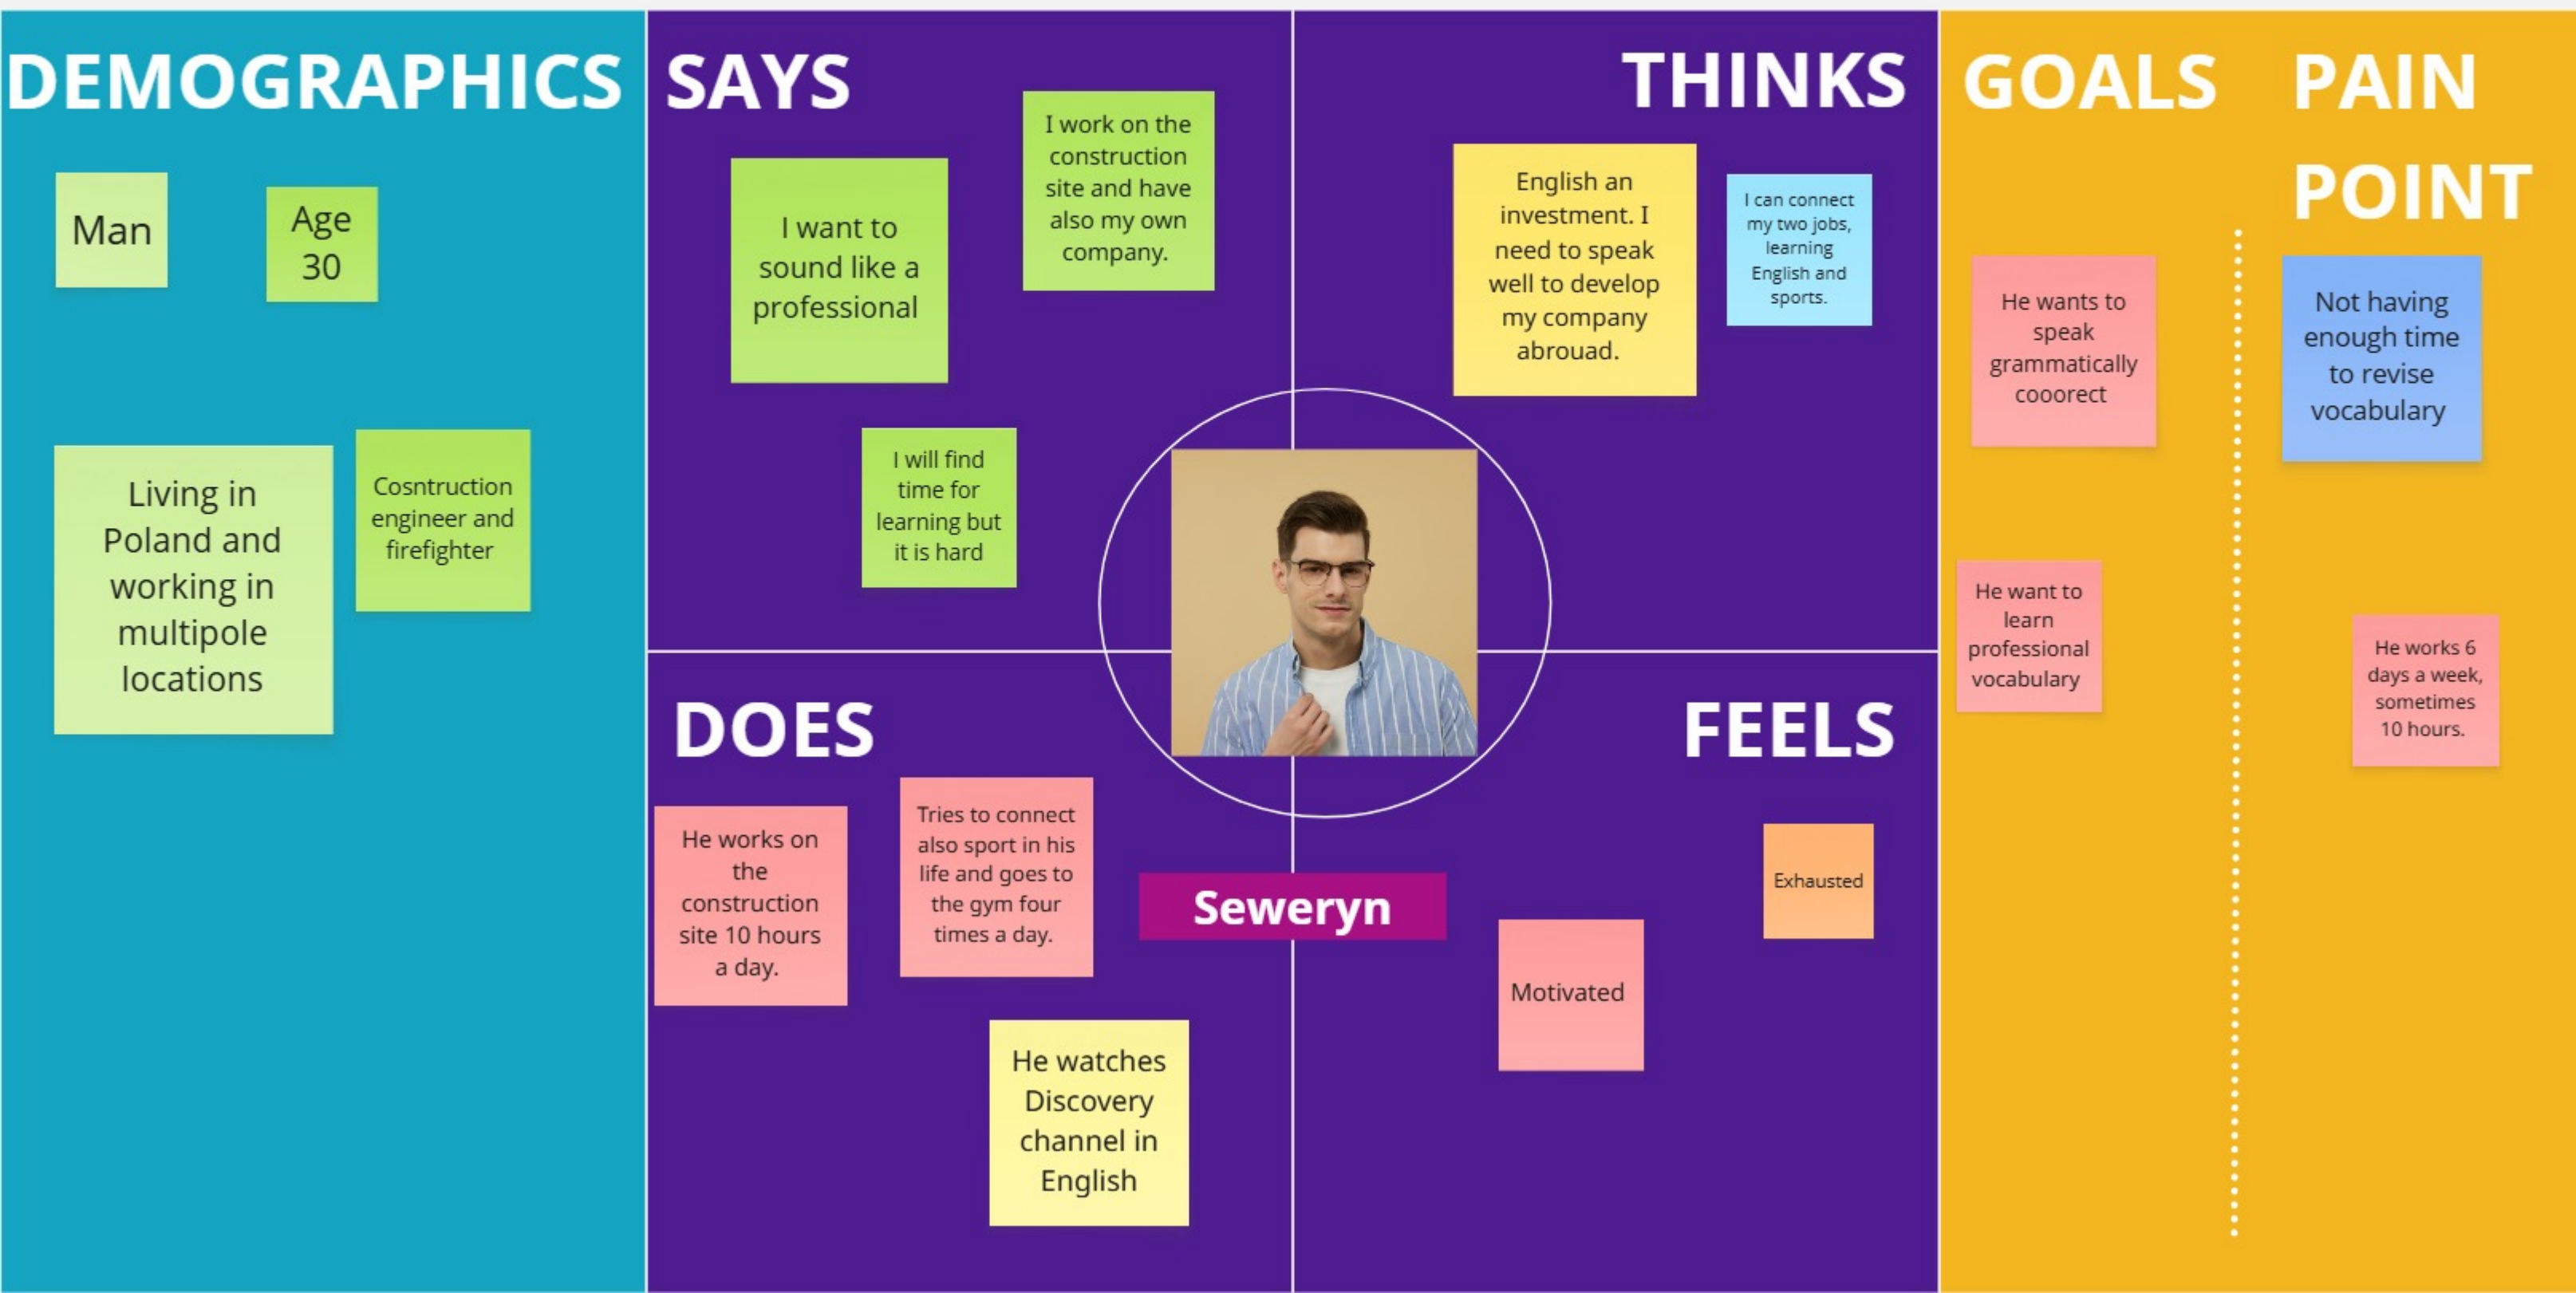 DEMOGRAPHICS
Man
Age
30
Living in
Poland and
working in
multipole
locations
Cosntruction
engineer and
firefighter
SAYS
I want to
sound like a
professional
I work on the
construction
site and have
also my own
company.
I will find
time for
learning but
it is hard
THINKS
English an
investment. I
need to speak
well to develop
my company
abrouad.
I can connect
my two jobs,
learning
English and
sports.
DOES
He works on
the
construction
site 10 hours
a day.
Tries to connect
also sport in his
life and goes to
the gym four
times a day.
He watches
Discovery
channel in
English
Seweryn
FEELS
Motivated
Exhausted
GOALS
He wants to
speak
grammatically
cooorect
He want to
learn
professional
vocabulary
PAIN
POINT
Not having
enough time
to revise
vocabulary
He works 6
days a week,
sometimes
10 hours.